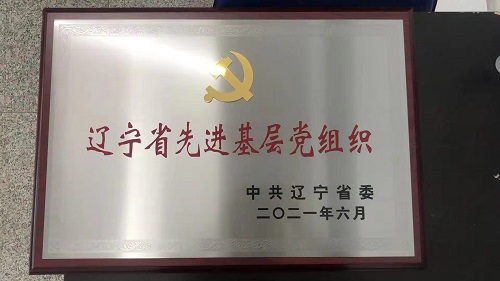 辽宁省先进基层党组织
中共辽宁省委
二〇二一年六月